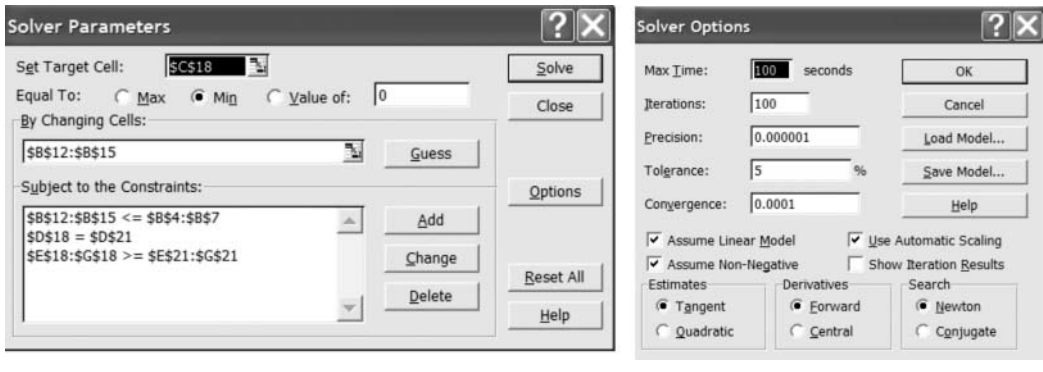 Solver Parameters
Set Target Cell: $C$18
Solve
Equal To: Max Min Value of: 0
Close
By Changing Cells:
$B$12:$B$15
Guess
Subject to the Constraints:
Options
$B$12:$B$15 <= $B$4:$B$7
$D$18 = $D$21
$E$18:$G$18 >= $E$21:$G$21
Add
Change
Delete
Reset All
Help
Solver Options
Max Time: 100 seconds
OK
Iterations: 100
Cancel
Precision: 0.000001
Load Model...
Tolerance: 5 %
Save Model...
Convergence: 0.0001
Help
Assume Linear Model Use Automatic Scaling
Assume Non-Negative Show Iteration Results
Estimates Derivatives Search
Tangent Forward Newton
Quadratic Central Conjugate